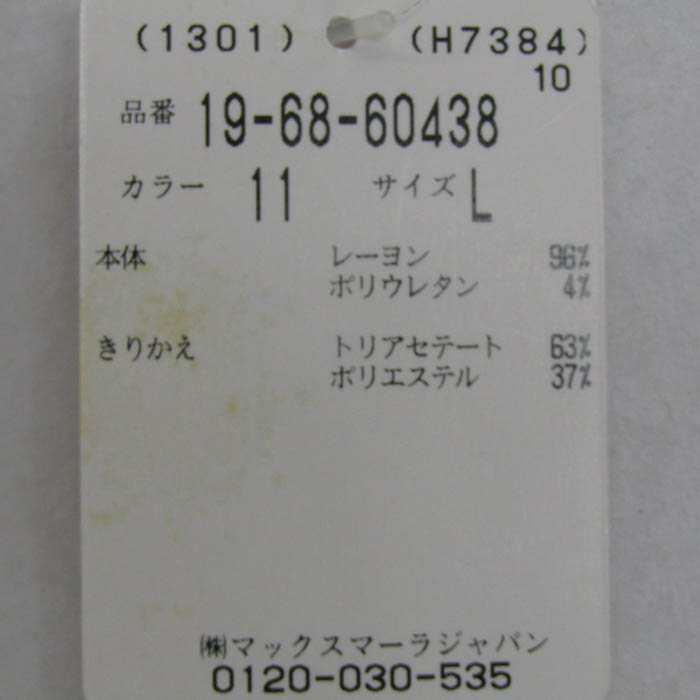 (1301) (H7384)
10
品番 19-68-60438
カラー 11 サイズ L
本体 レーヨン 96%
ポリウレタン 4%
きりかえ トリアセテート 63%
ポリエステル 37%
㈱マックスマーラジャパン
0120-030-535